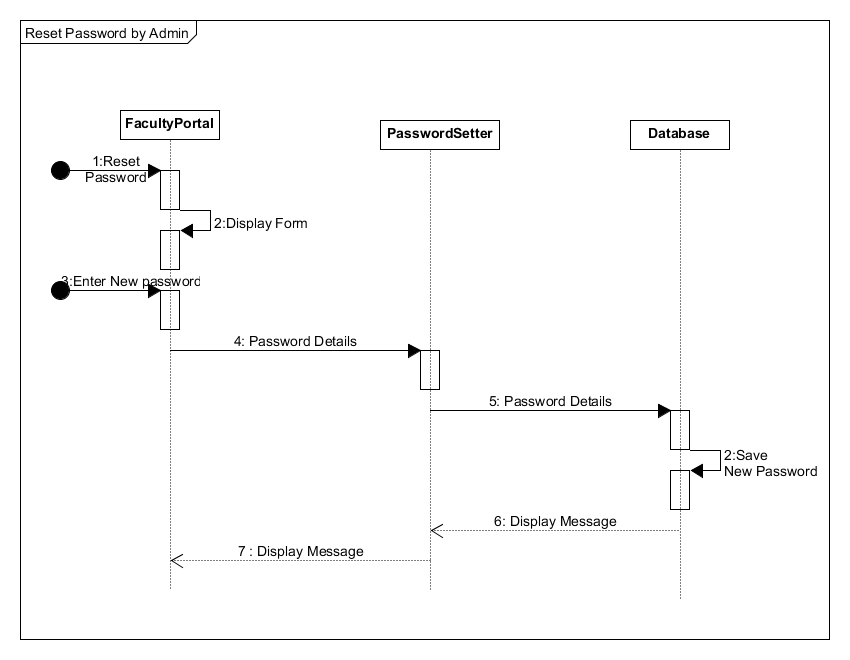 Reset Password by Admin
FacultyPortal
PasswordSetter
Database
1:Reset
Password
2:Display Form
3:Enter New password
4: Password Details
5: Password Details
2:Save
New Password
6: Display Message
7 : Display Message